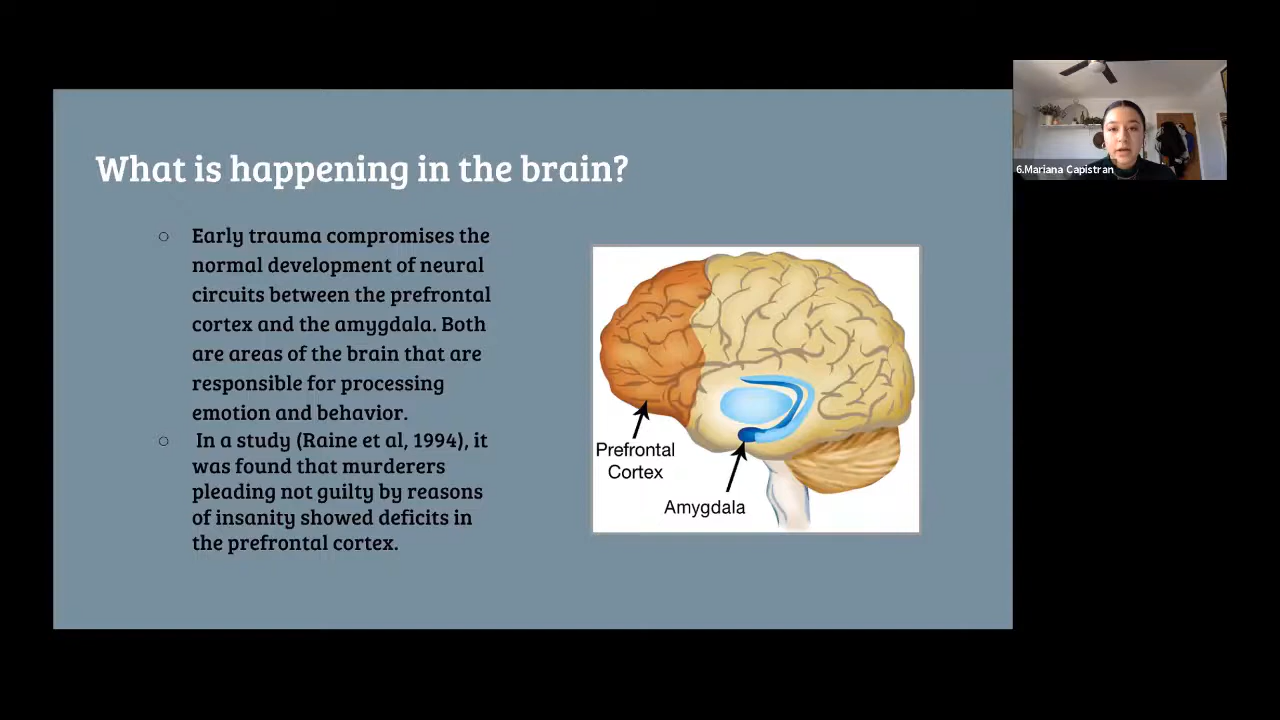 What is happening in the brain?
○ Early trauma compromises the
normal development of neural
circuits between the prefrontal
cortex and the amygdala. Both
are areas of the brain that are
responsible for processing
emotion and behavior.
○ In a study (Raine et al, 1994), it
was found that murderers
pleading not guilty by reasons
of insanity showed deficits in
the prefrontal cortex.
Prefrontal
Cortex
Amygdala
6.Mariana Capistran